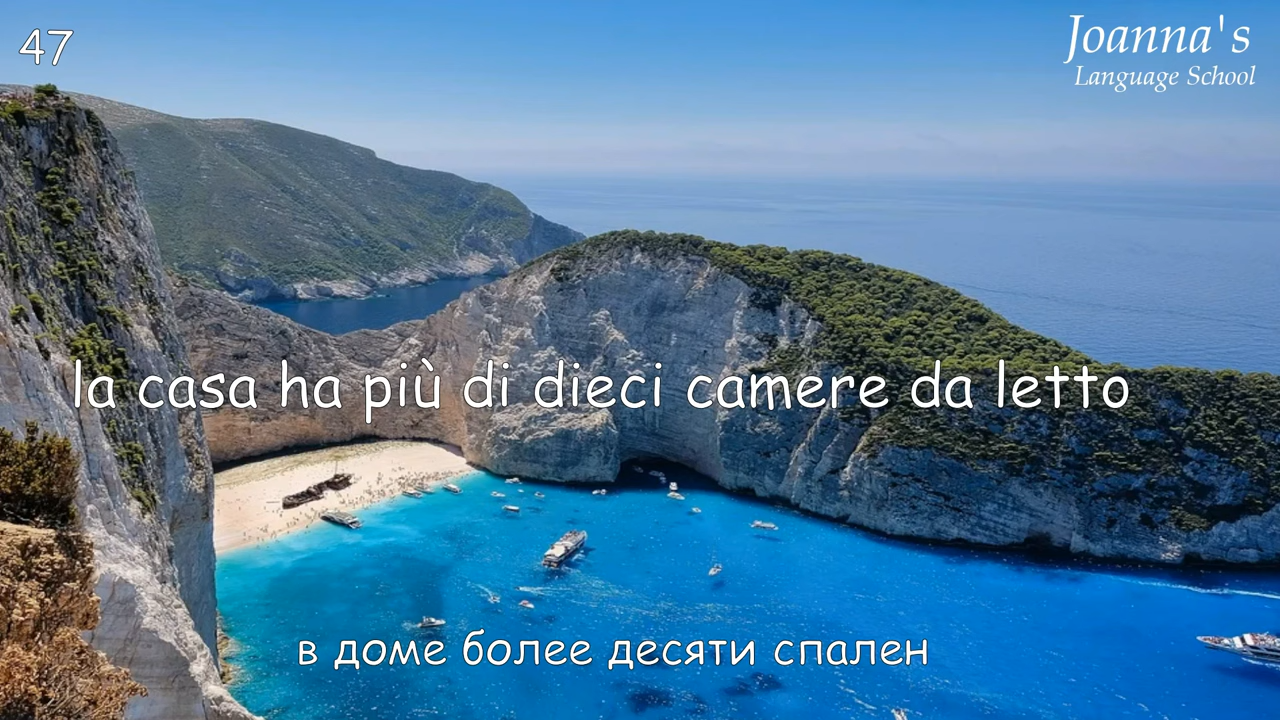 47
Joanna's
Language School
la casa ha più di dieci camere da letto
в доме более десяти спален